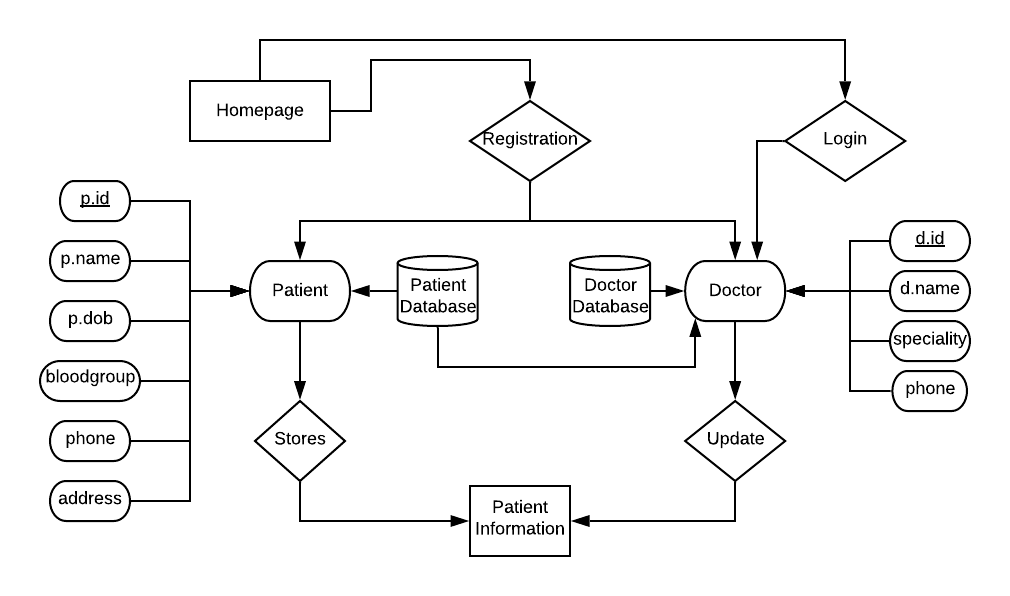 Homepage
Registration
Login
p.id
p.name
p.dob
bloodgroup
phone
address
Patient
Patient
Database
Doctor
Database
Doctor
d.id
d.name
speciality
phone
Stores
Update
Patient
Information